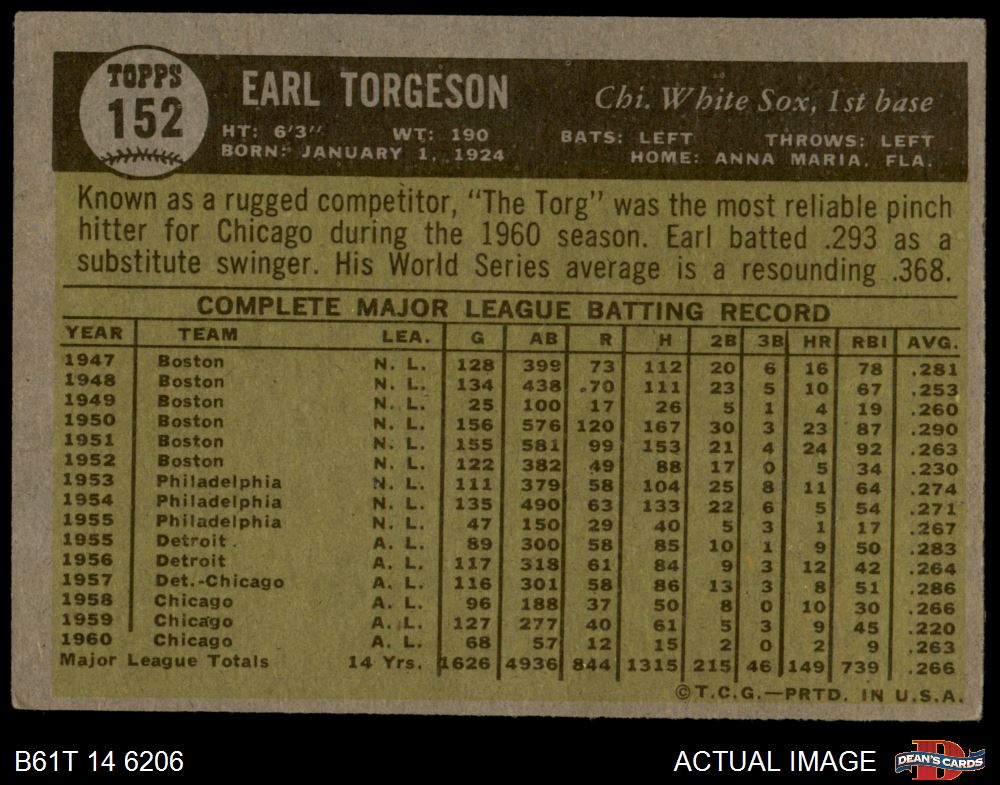 TOPPS
152
EARL TORGESON
Chi. White Sox, 1st base
HT: 6'3" WT: 190 BATS: LEFT THROWS: LEFT
BORN: JANUARY 1, 1924 HOME: ANNA MARIA, FLA.
Known as a rugged competitor, "The Torg" was the most reliable pinch
hitter for Chicago during the 1960 season. Earl batted .293 as a
substitute swinger. His World Series average is a resounding .368.
COMPLETE MAJOR LEAGUE BATTING RECORD
YEAR TEAM LEA. G AB R H 2B 3B HR RBI AVG.
1947 Boston N. L. 128 399 73 112 20 6 16 78 .281
1948 Boston N. L. 134 438 .70 111 23 5 10 67 .253
1949 Boston N. L. 25 100 17 26 5 1 4 19 .260
1950 Boston N. L. 156 576 120 167 30 3 23 87 .290
1951 Boston N. L. 155 581 99 153 21 4 24 92 .263
1952 Boston N. L. 122 382 49 88 17 0 5 34 .230
1953 Philadelphia N. L. 111 379 58 104 25 8 11 64 .274
1954 Philadelphia N. L. 135 490 63 133 22 6 5 54 .271
1955 Philadelphia N. L. 47 150 29 40 5 3 1 17 .267
1955 Detroit A. L. 89 300 58 85 10 1 9 50 .283
1956 Detroit A. L. 117 318 61 84 9 3 12 42 .264
1957 Det.-Chicago A. L. 116 301 58 86 13 3 8 51 .286
1958 Chicago A. L. 96 188 37 50 8 0 10 30 .266
1959 Chicago A. L. 127 277 40 61 5 3 9 45 .220
1960 Chicago A. L. 68 57 12 15 2 0 2 9 .263
Major League Totals 14 Yrs. 1626 4936 844 1315 215 46 149 739 .266
©T.C.G.—PRTD. IN U.S.A.
B61T 14 6206
ACTUAL IMAGE
DEAN'S CARDS